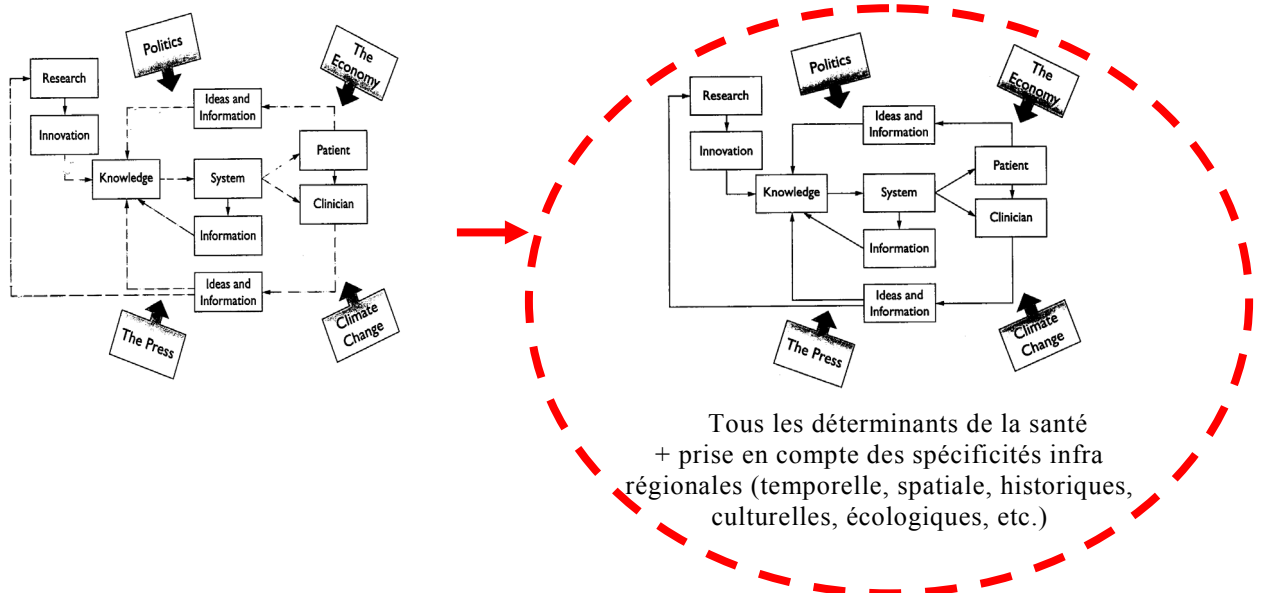 Politics
The
Economy
Research
Ideas and
Information
Innovation
Patient
Knowledge
System
Clinician
Information
Ideas and
Information
The Press
Climate
Change
Politics
The
Economy
Research
Ideas and
Information
Innovation
Patient
Knowledge
System
Clinician
Information
Ideas and
Information
The Press
Climate
Change
Tous les déterminants de la santé
+ prise en compte des spécificités infra
régionales (temporelle, spatiale, historiques,
culturelles, écologiques, etc.)